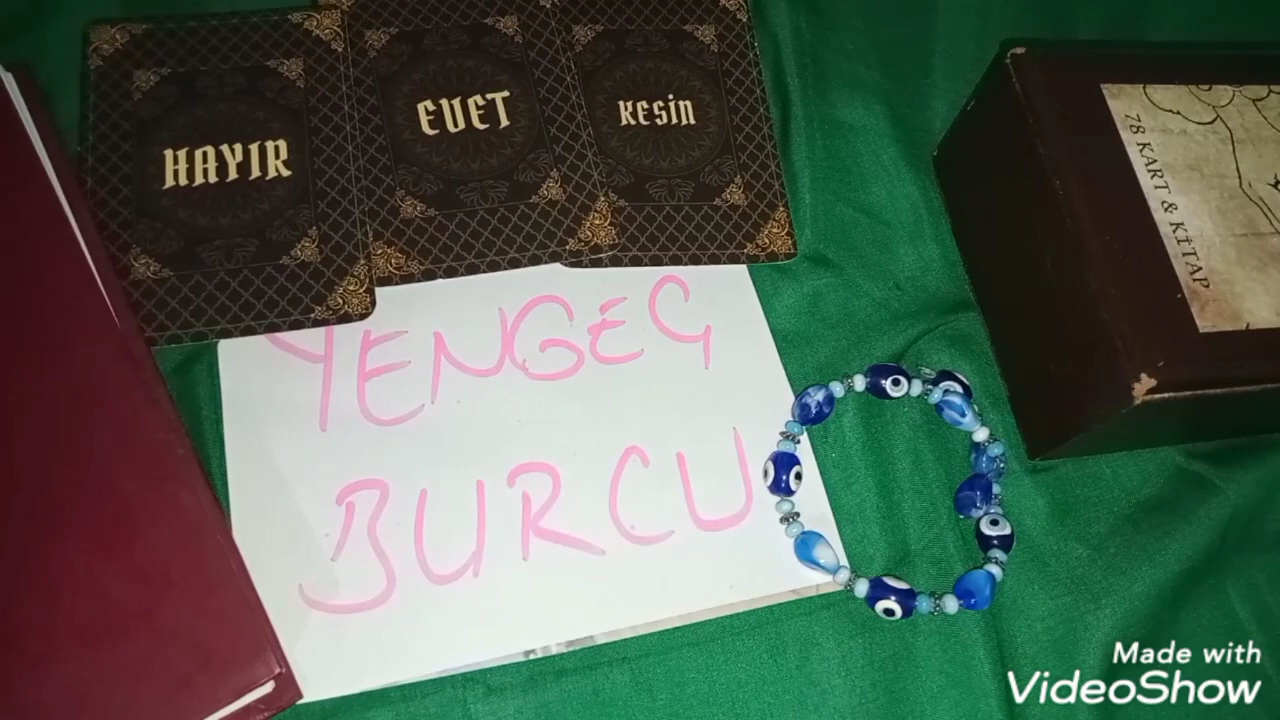 HAYIR
EVET
KESİN
78 KART & KİTAP
YENGEÇ
BURCU
Made with
VideoShow